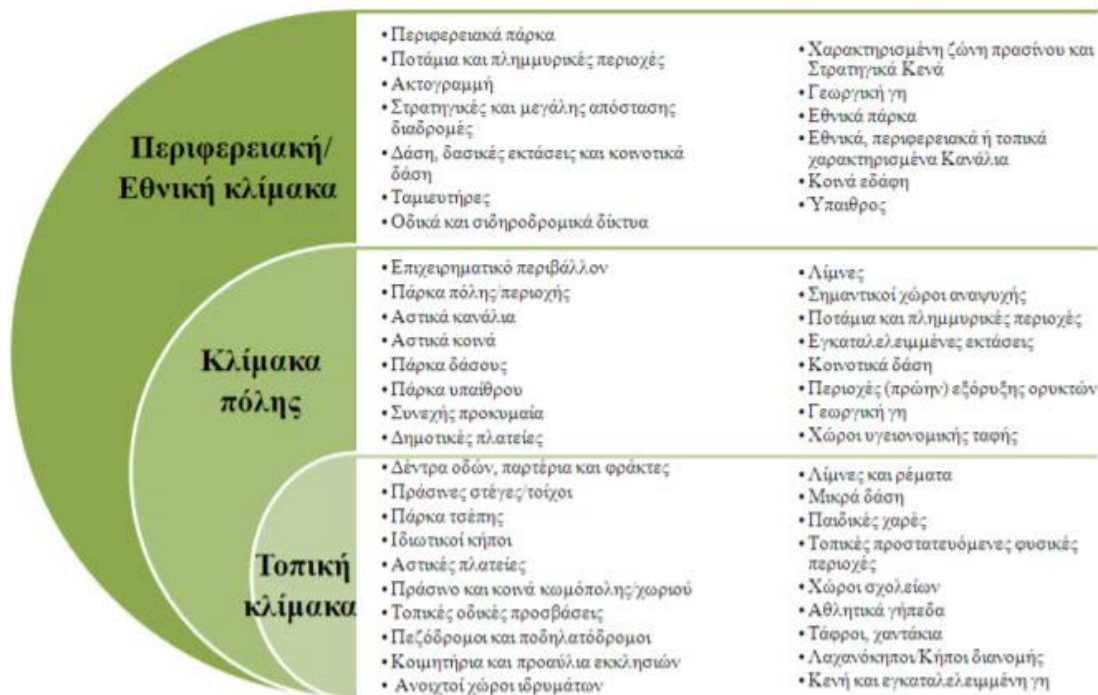 Περιφερειακή/
Εθνική κλίμακα
• Περιφερειακά πάρκα
• Ποτάμια και πλημμυρικές περιοχές
• Ακτογραμμή
• Στρατηγικές και μεγάλης απόστασης
διαδρομές
• Δάση, δασικές εκτάσεις και κοινοτικά
δάση
• Ταμιευτήρες
• Οδικά και σιδηροδρομικά δίκτυα
• Χαρακτηρισμένη ζώνη πρασίνου και
Στρατηγικά Κενά
• Γεωργική γη
• Εθνικά πάρκα
• Εθνικά, περιφερειακά ή τοπικά
χαρακτηρισμένα Κανάλια
• Κοινά εδάφη
• Ύπαιθρος
Κλίμακα
πόλης
• Επιχειρηματικό περιβάλλον
• Πάρκα πόλης/περιοχής
• Αστικά κανάλια
• Αστικά κοινά
• Πάρκα δάσους
• Πάρκα υπαίθρου
• Συνεχής προκυμαία
• Δημοτικές πλατείες
• Λίμνες
• Σημαντικοί χώροι αναψυχής
• Ποτάμια και πλημμυρικές περιοχές
• Εγκαταλελειμμένες εκτάσεις
• Κοινοτικά δάση
• Περιοχές (πρώην) εξόρυξης ορυκτών
• Γεωργική γη
• Χώροι υγειονομικής ταφής
Τοπική
κλίμακα
• Δέντρα οδών, παρτέρια και φράκτες
• Πράσινες στέγες/τοίχοι
• Πάρκα τσέπης
• Ιδιωτικοί κήποι
• Αστικές πλατείες
• Πράσινο και κοινά κωμόπολης/χωριού
• Τοπικές οδικές προσβάσεις
• Πεζόδρομοι και ποδηλατόδρομοι
• Κοιμητήρια και προαύλια εκκλησιών
• Ανοιχτοί χώροι ιδρυμάτων
• Λίμνες και ρέματα
• Μικρά δάση
• Παιδικές χαρές
• Τοπικές προστατευόμενες φυσικές
περιοχές
• Χώροι σχολείων
• Αθλητικά γήπεδα
• Τάφροι, χαντάκια
• Λαχανόκηποι/Κήποι διανομής
• Κενή και εγκαταλελειμμένη γη